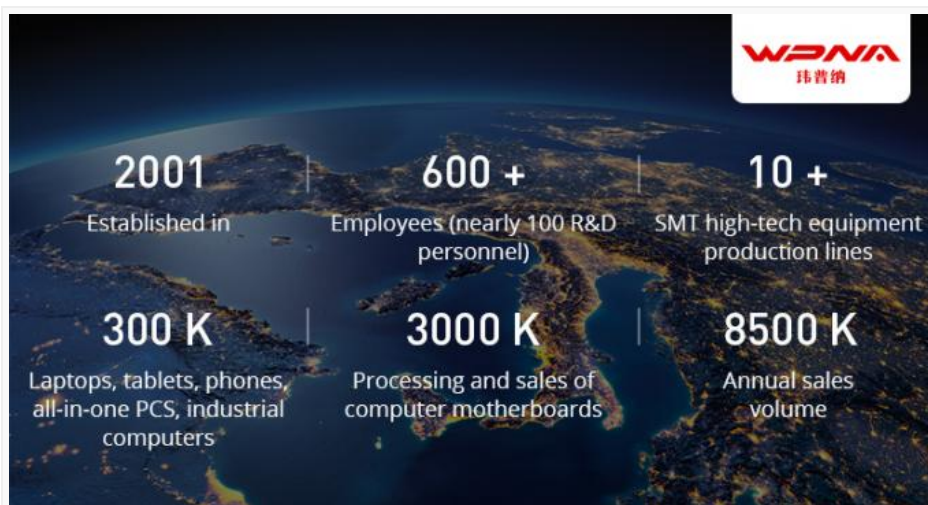 WPNA
玮普纳
2001
Established in
600 +
Employees (nearly 100 R&D
personnel)
10 +
SMT high-tech equipment
production lines
300 K
Laptops, tablets, phones,
all-in-one PCS, industrial
computers
3000 K
Processing and sales of
computer motherboards
8500 K
Annual sales
volume